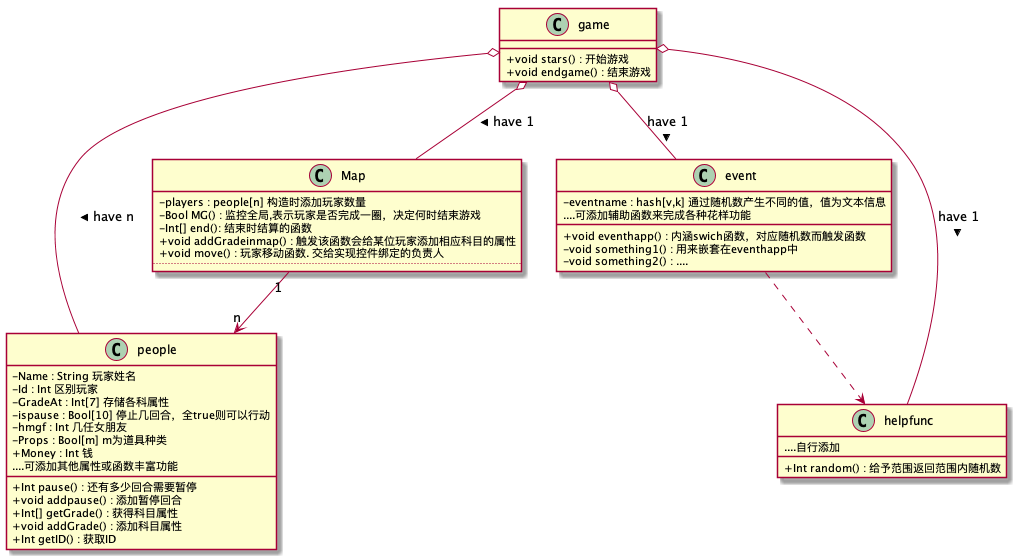 C game
+void stars() : 开始游戏
+void endgame() : 结束游戏
◄ have 1
have 1
▼
◄ have n
have 1
▼
C Map
−players : people[n] 构造时添加玩家数量
−Bool MG() : 监控全局,表示玩家是否完成一圈，决定何时结束游戏
−Int[] end(): 结束时结算的函数
+void addGradeinmap() : 触发该函数会给某位玩家添加相应科目的属性
+void move() : 玩家移动函数. 交给实现控件绑定的负责人
C event
−eventname : hash[v,k] 通过随机数产生不同的值，值为文本信息
....可添加辅助函数来完成各种花样功能
+void eventhapp() : 内涵swich函数，对应随机数而触发函数
−void something1() : 用来嵌套在eventhapp中
−void something2() : ....
1
n
C people
−Name : String 玩家姓名
−Id : Int 区别玩家
−GradeAt : Int[7] 存储各科属性
−ispause : Bool[10] 停止几回合，全true则可以行动
−hmgf : Int 几任女朋友
−Props : Bool[m] m为道具种类
+Money : Int 钱
....可添加其他属性或函数丰富功能
+Int pause() : 还有多少回合需要暂停
+void addpause() : 添加暂停回合
+Int[] getGrade() : 获得科目属性
+void addGrade() : 添加科目属性
+Int getID() : 获取ID
C helpfunc
....自行添加
+Int random() : 给予范围返回范围内随机数